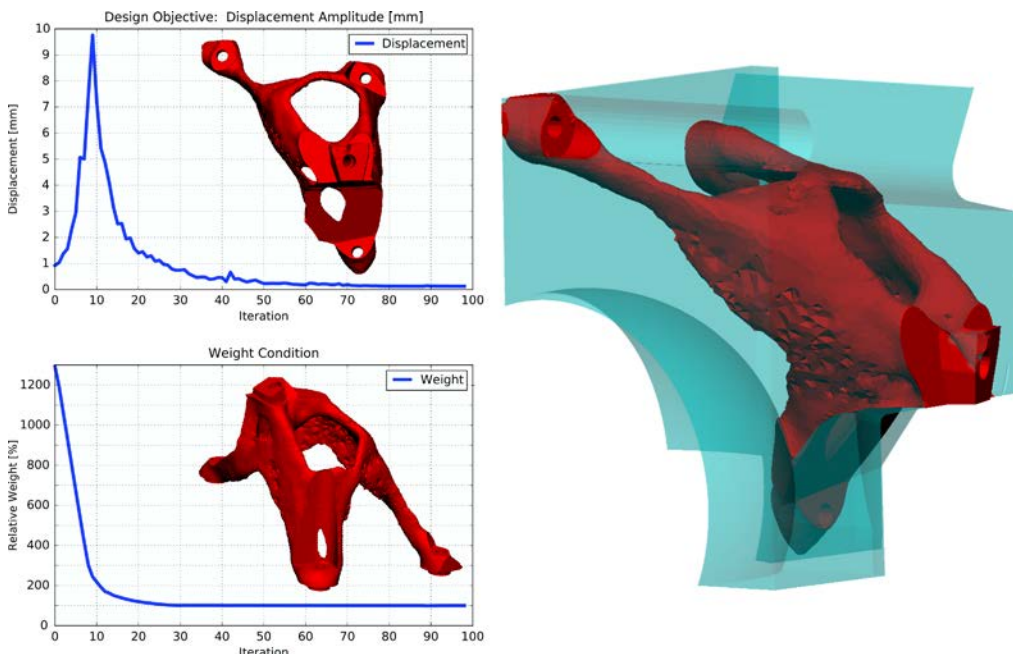 Design Objective: Displacement Amplitude [mm]
10
9
8
7
6
5
4
3
2
1
0
Displacement [mm]
Displacement
0 10 20 30 40 50 60 70 80 90 100
Iteration
Weight Condition
1200
1000
800
600
400
200
0
Relative Weight [%]
Weight
0 10 20 30 40 50 60 70 80 90 100
Iteration